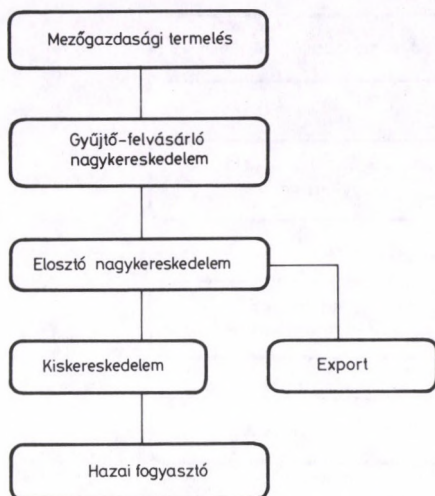 Mezőgazdasági termelés
Gyűjtő-felvásárló
nagykereskedelem
Elosztó nagykereskedelem
Kiskereskedelem
Export
Hazai fogyasztó